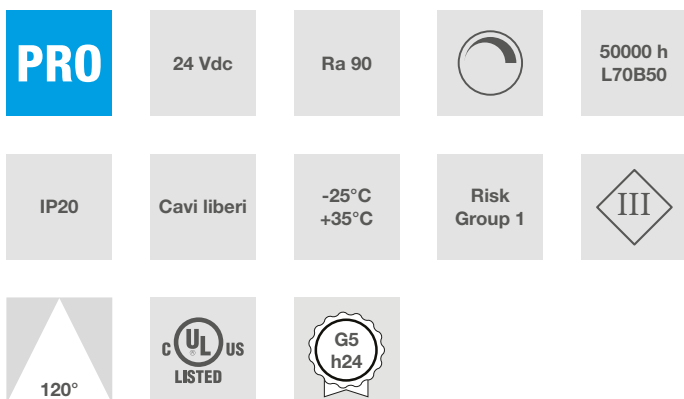 PRO
24 Vdc
Ra 90
50000 h
L70B50
IP20
Cavi liberi
-25°C
+35°C
Risk
Group 1
III
120°
C UL US
®
LISTED
G5
h24